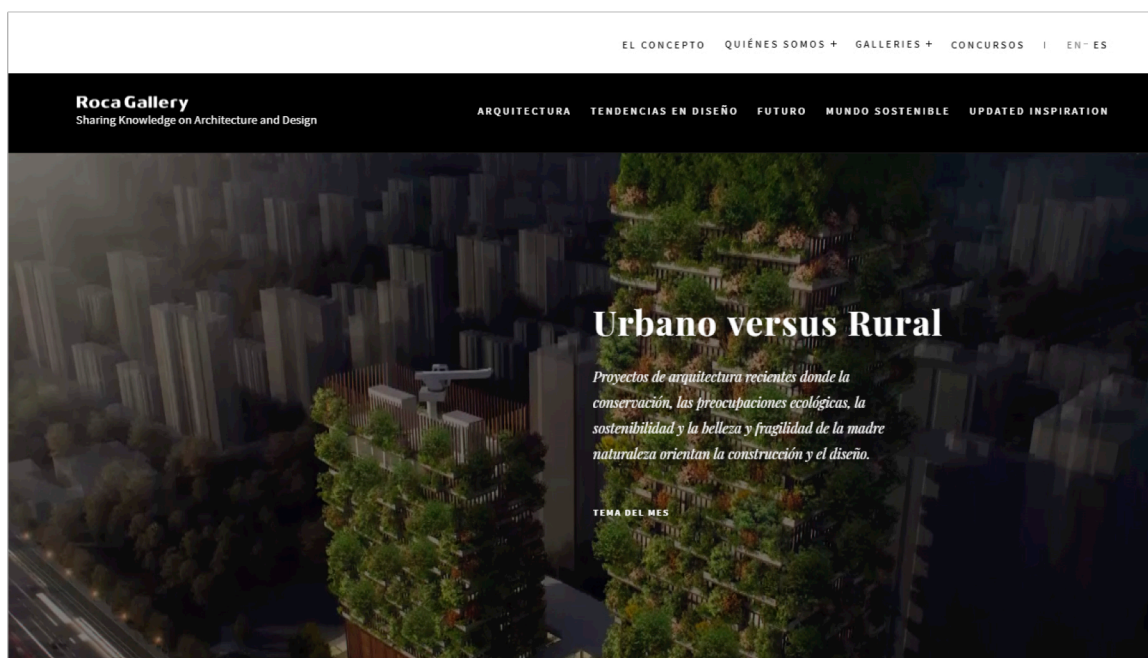 EL CONCEPTO QUIÉNES SOMOS + GALLERIES + CONCURSOS | EN – ES
Roca Gallery
Sharing Knowledge on Architecture and Design
ARQUITECTURA TENDENCIAS EN DISEÑO FUTURO MUNDO SOSTENIBLE UPDATED INSPIRATION
Urbano versus Rural
Proyectos de arquitectura recientes donde la
conservación, las preocupaciones ecológicas, la
sostenibilidad y la belleza y fragilidad de la madre
naturaleza orientan la construcción y el diseño.
TEMA DEL MES